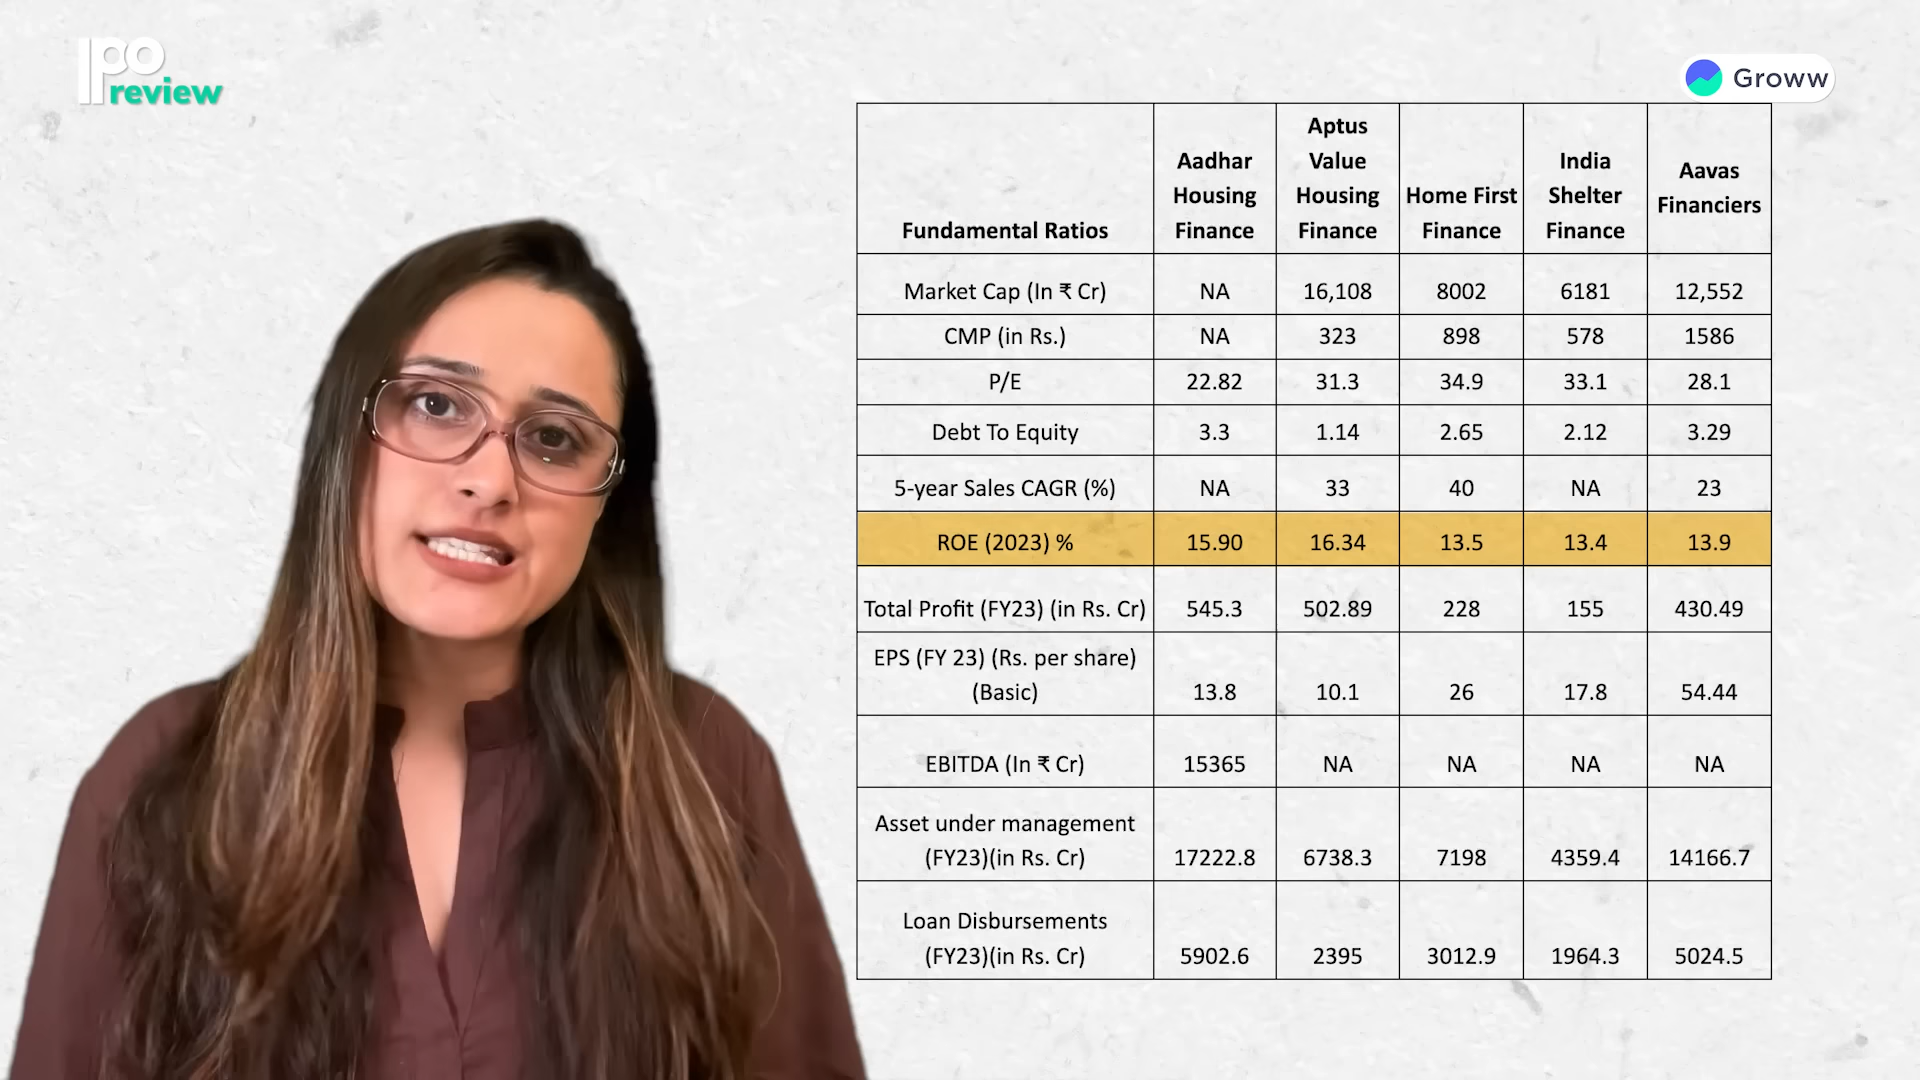 Ipo
review
Groww
Fundamental Ratios
Aadhar
Housing
Finance
Aptus
Value
Housing
Finance
Home First
Finance
India
Shelter
Finance
Aavas
Financiers
Market Cap (In ₹ Cr) NA 16,108 8002 6181 12,552
CMP (in Rs.) NA 323 898 578 1586
P/E 22.82 31.3 34.9 33.1 28.1
Debt To Equity 3.3 1.14 2.65 2.12 3.29
5-year Sales CAGR (%) NA 33 40 NA 23
ROE (2023) % 15.90 16.34 13.5 13.4 13.9
Total Profit (FY23) (in Rs. Cr) 545.3 502.89 228 155 430.49
EPS (FY 23) (Rs. per share)
(Basic) 13.8 10.1 26 17.8 54.44
EBITDA (In ₹ Cr) 15365 NA NA NA NA
Asset under management
(FY23)(in Rs. Cr) 17222.8 6738.3 7198 4359.4 14166.7
Loan Disbursements
(FY23)(in Rs. Cr) 5902.6 2395 3012.9 1964.3 5024.5